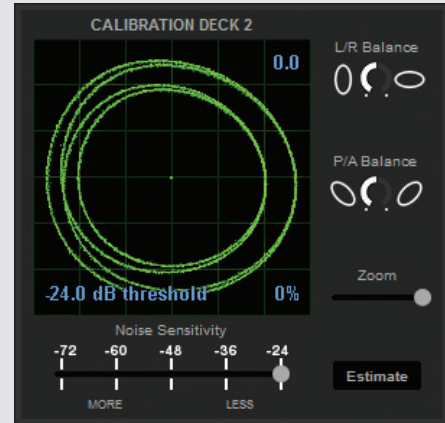 CALIBRATION DECK 2
0.0
-24.0 dB threshold 0%
L/R Balance
P/A Balance
Zoom
Noise Sensitivity
-72 -60 -48 -36 -24
MORE LESS
Estimate